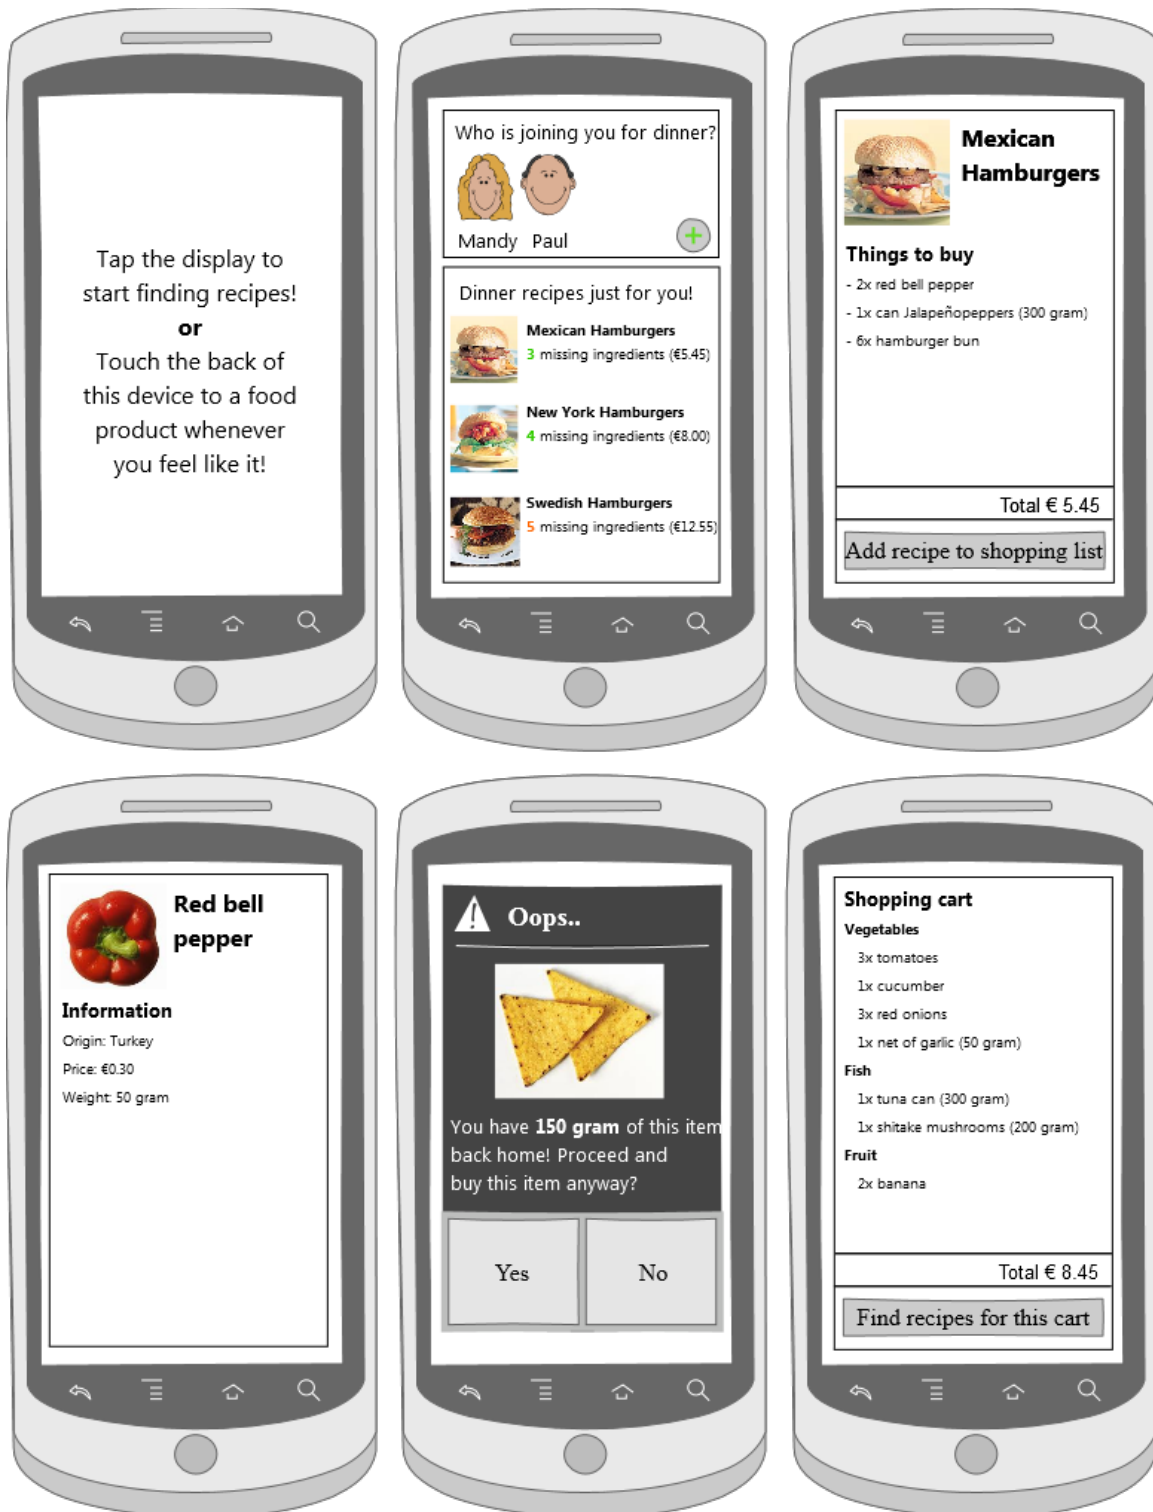 Tap the display to
start finding recipes!
or
Touch the back of
this device to a food
product whenever
you feel like it!
Who is joining you for dinner?
Mandy Paul
Dinner recipes just for you!
Mexican Hamburgers
3 missing ingredients (€5.45)
New York Hamburgers
4 missing ingredients (€8.00)
Swedish Hamburgers
5 missing ingredients (€12.55)
Mexican
Hamburgers
Things to buy
- 2x red bell pepper
- 1x can Jalapeñopeppers (300 gram)
- 6x hamburger bun
Total € 5.45
Add recipe to shopping list
Red bell
pepper
Information
Origin: Turkey
Price: €0.30
Weight: 50 gram
Oops..
You have 150 gram of this item
back home! Proceed and
buy this item anyway?
Yes No
Shopping cart
Vegetables
3x tomatoes
1x cucumber
3x red onions
1x net of garlic (50 gram)
Fish
1x tuna can (300 gram)
1x shitake mushrooms (200 gram)
Fruit
2x banana
Total € 8.45
Find recipes for this cart